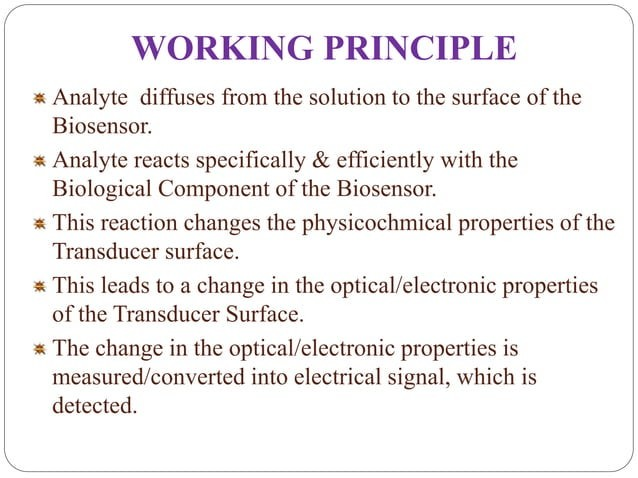 WORKING PRINCIPLE
Analyte diffuses from the solution to the surface of the
Biosensor.
Analyte reacts specifically & efficiently with the
Biological Component of the Biosensor.
This reaction changes the physicochmical properties of the
Transducer surface.
This leads to a change in the optical/electronic properties
of the Transducer Surface.
The change in the optical/electronic properties is
measured/converted into electrical signal, which is
detected.